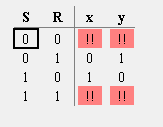 S R x y
0 0 !! !!
0 1 0 1
1 0 1 0
1 1 !! !!